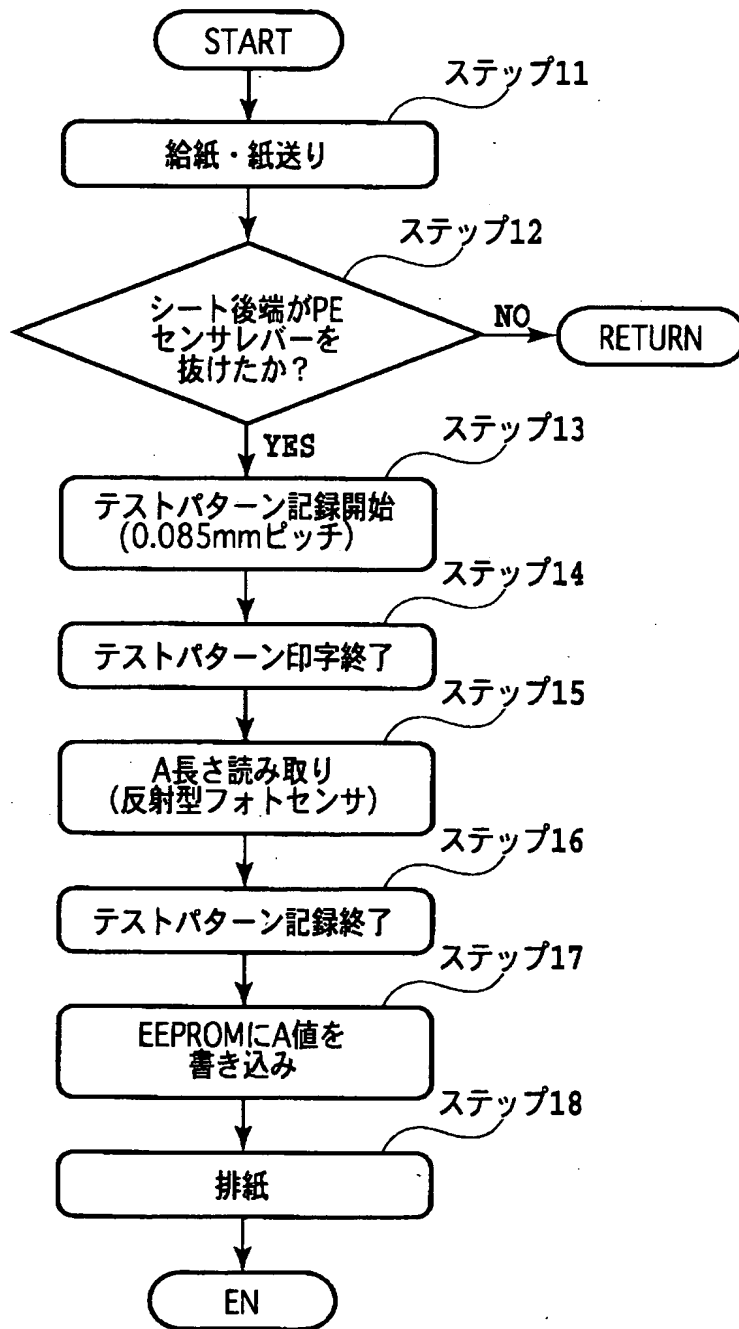 START
ステップ11
給紙・紙送り
ステップ12
シート後端がPE
センサレバーを
抜けたか？
NO
RETURN
YES
ステップ13
テストパターン記録開始
(0.085mmピッチ)
ステップ14
テストパターン印字終了
ステップ15
A長さ読み取り
(反射型フォトセンサ)
ステップ16
テストパターン記録終了
ステップ17
EEPROMにA値を
書き込み
ステップ18
排紙
EN